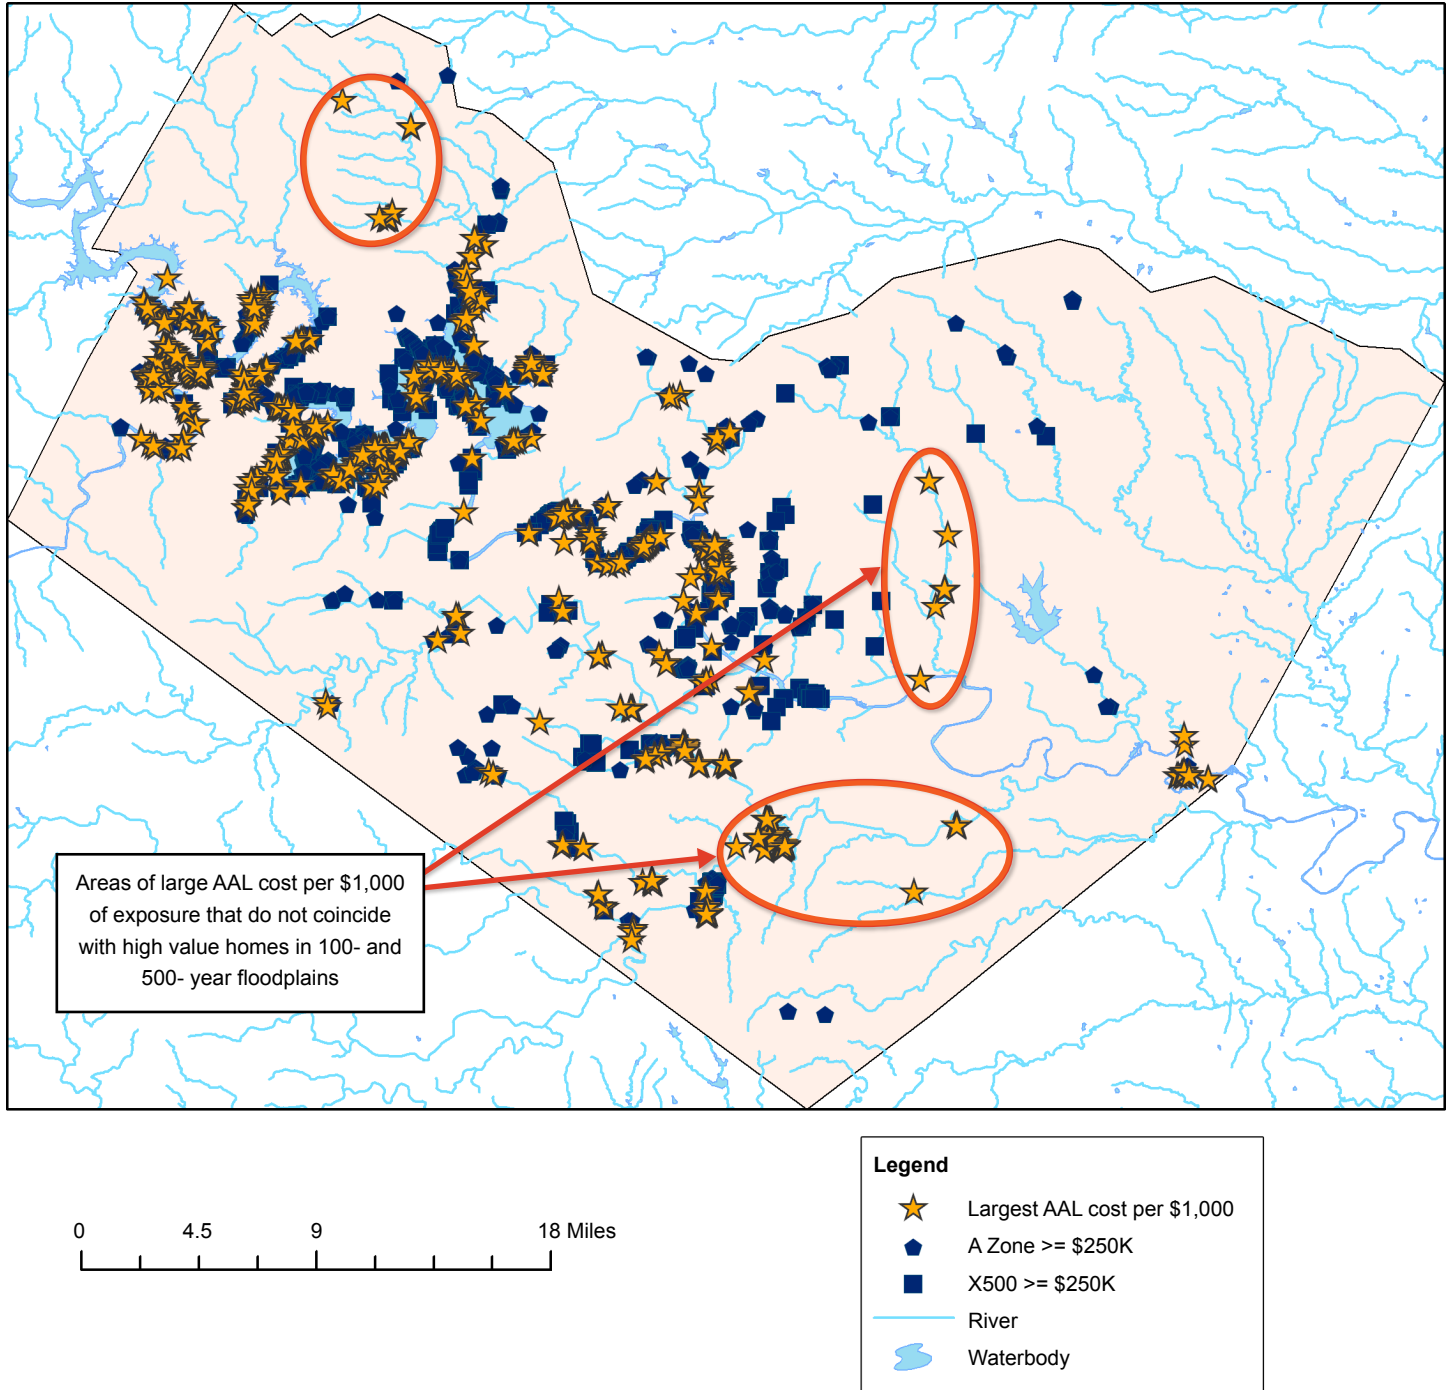 Areas of large AAL cost per $1,000
of exposure that do not coincide
with high value homes in 100- and
500- year floodplains
0 4.5 9 18 Miles
Legend
Largest AAL cost per $1,000
A Zone >= $250K
X500 >= $250K
River
Waterbody